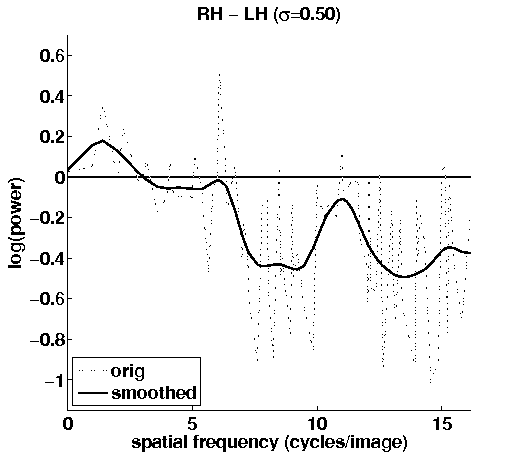 RH − LH (σ=0.50)
0.6
0.4
0.2
0
−0.2
−0.4
−0.6
−0.8
−1
log(power)
orig
smoothed
0 5 10 15
spatial frequency (cycles/image)